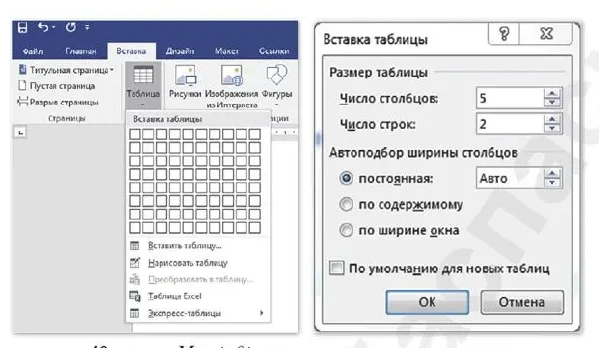 Файл Главная Вставка Дизайн Макет Ссылки
Титульная страница
Пустая страница
Разрыв страницы
Страницы
Таблица
Рисунки
Изображения
из Интернета
Фигуры
Вставка таблицы
Вставить таблицу...
Нарисовать таблицу
Преобразовать в таблицу...
Таблица Excel
Экспресс-таблицы
Вставка таблицы
Размер таблицы
Число столбцов: 5
Число строк: 2
Автоподбор ширины столбцов
постоянная: Авто
по содержимому
по ширине окна
По умолчанию для новых таблиц
ОК Отмена